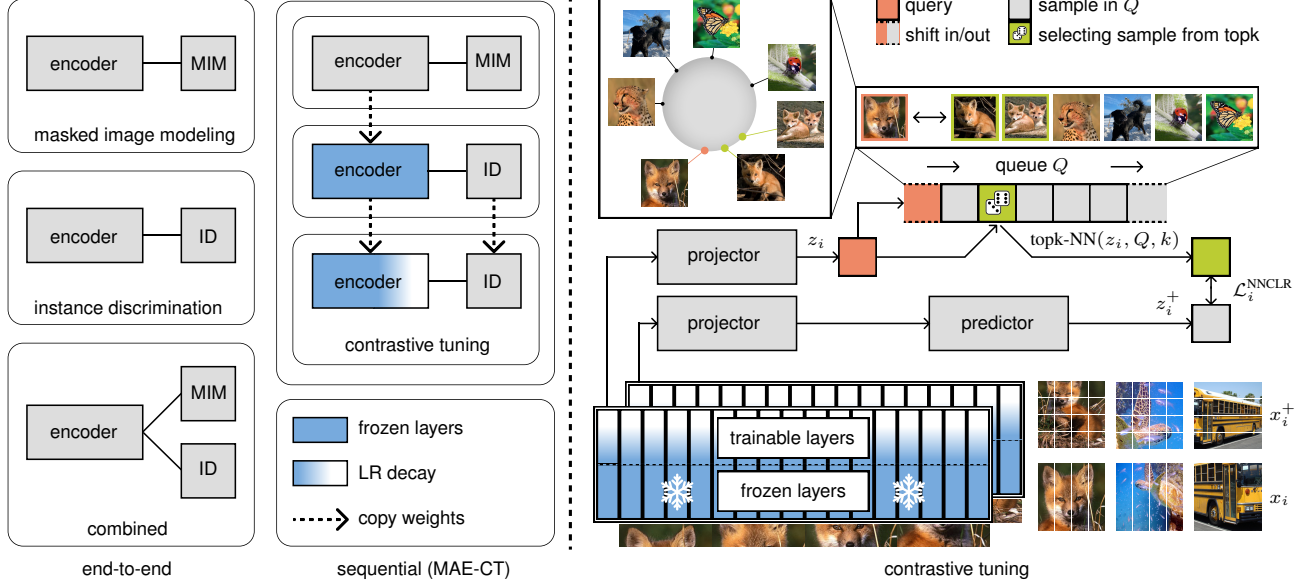 encoder
MIM
masked image modeling
encoder
ID
instance discrimination
encoder
MIM
ID
combined
end-to-end
encoder
MIM
encoder
ID
encoder
ID
contrastive tuning
frozen layers
LR decay
copy weights
sequential (MAE-CT)
query
sample in Q
shift in/out
selecting sample from topk
queue Q
projector
z_i
topk-NN(z_i, Q, k)
projector
predictor
z_i^+
L_i^NNCLR
trainable layers
frozen layers
x_i^+
x_i
contrastive tuning